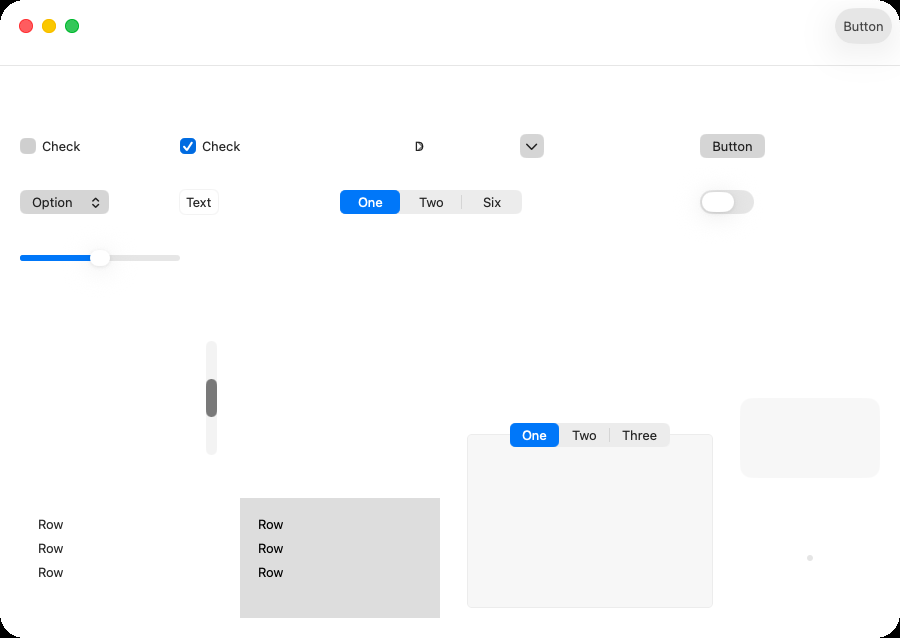 Button
Check
Check
Button
Option
Text
One Two Six
One Two Three
Row
Row
Row
Row
Row
Row